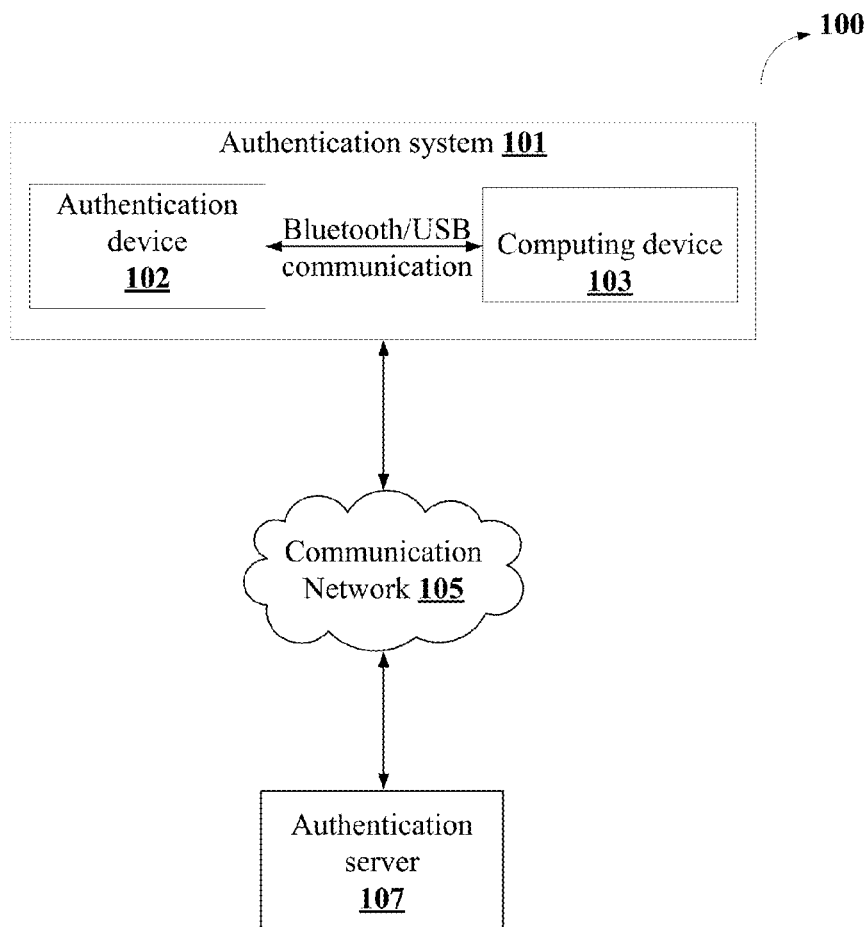 100
Authentication system 101
Authentication
device
102
Bluetooth/USB
communication
Computing device
103
Communication
Network 105
Authentication
server
107